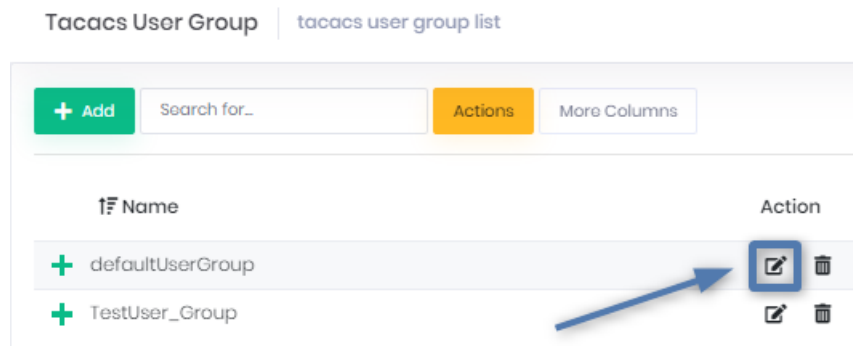 Tacacs User Group tacacs user group list
Add Search for... Actions More Columns
Name Action
defaultUserGroup
TestUser_Group